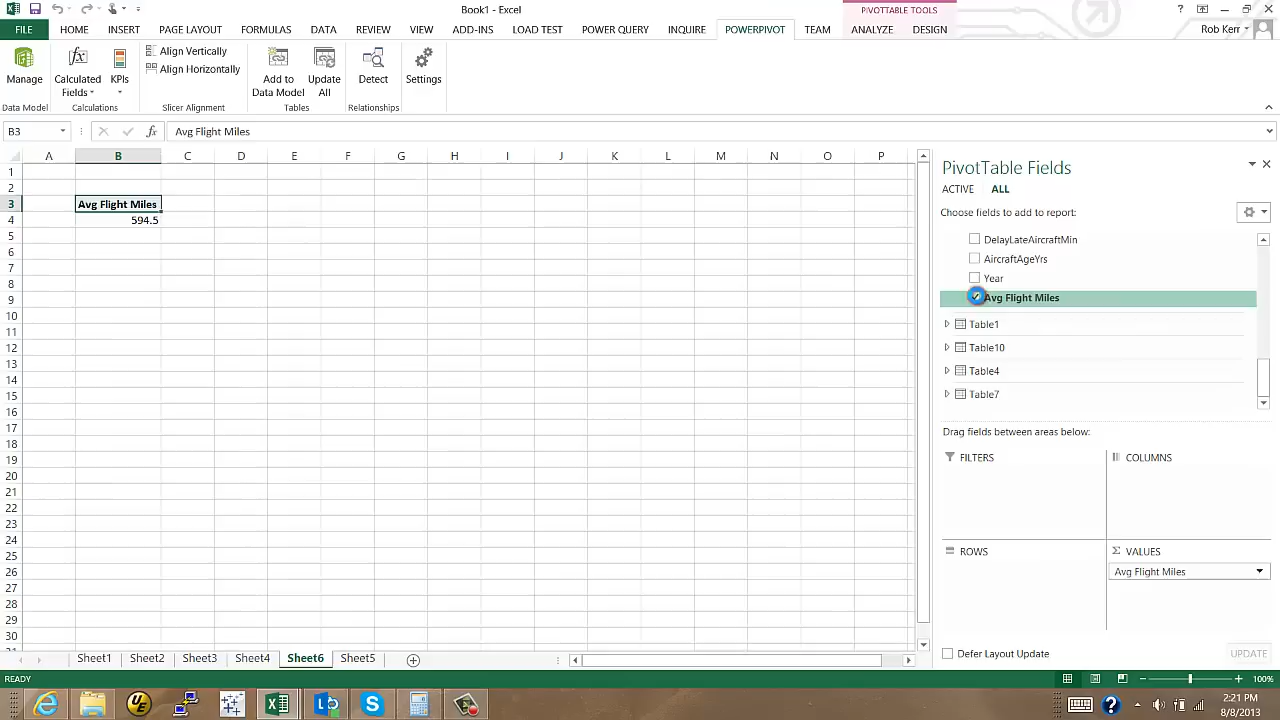 Book1 - Excel
PIVOTTABLE TOOLS
?
FILE HOME INSERT PAGE LAYOUT FORMULAS DATA REVIEW VIEW ADD-INS LOAD TEST POWER QUERY INQUIRE POWERPIVOT TEAM ANALYZE DESIGN Rob Kerr
Manage
Data Model
Calculated Fields
KPIs
Calculations
Align Vertically
Align Horizontally
Slicer Alignment
Add to Data Model
Update All
Tables
Detect
Relationships
Settings
B3 fx Avg Flight Miles
A B C D E F G H I J K L M N O P
1
2
3 Avg Flight Miles
4 594.5
5
6
7
8
9
10
11
12
13
14
15
16
17
18
19
20
21
22
23
24
25
26
27
28
29
30
PivotTable Fields
ACTIVE ALL
Choose fields to add to report:
DelayLateAircraftMin
AircraftAgeYrs
Year
Avg Flight Miles
Table1
Table10
Table4
Table7
Drag fields between areas below:
FILTERS
COLUMNS
ROWS
Σ VALUES
Avg Flight Miles
Defer Layout Update
UPDATE
Sheet1 Sheet2 Sheet3 Sheet4 Sheet6 Sheet5
READY
100%
2:21 PM
8/8/2013